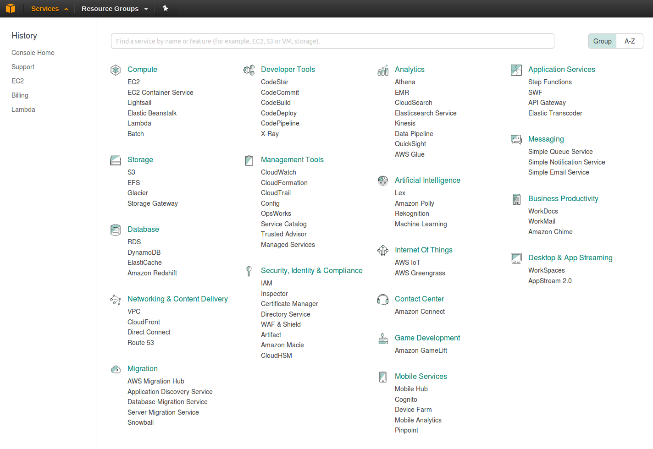 Services
Resource Groups
History
Console Home
Support
EC2
Billing
Lambda
Find a service by name or feature (for example, EC2, S3 or VM, storage).
Group
A-Z
Compute
EC2
EC2 Container Service
Lightsail
Elastic Beanstalk
Lambda
Batch
Storage
S3
EFS
Glacier
Storage Gateway
Database
RDS
DynamoDB
ElastiCache
Amazon Redshift
Networking & Content Delivery
VPC
CloudFront
Direct Connect
Route 53
Migration
AWS Migration Hub
Application Discovery Service
Database Migration Service
Server Migration Service
Snowball
Developer Tools
CodeStar
CodeCommit
CodeBuild
CodeDeploy
CodePipeline
X-Ray
Management Tools
CloudWatch
CloudFormation
CloudTrail
Config
OpsWorks
Service Catalog
Trusted Advisor
Managed Services
Security, Identity & Compliance
IAM
Inspector
Certificate Manager
Directory Service
WAF & Shield
Artifact
Amazon Macie
CloudHSM
Analytics
Athena
EMR
CloudSearch
Elasticsearch Service
Kinesis
Data Pipeline
QuickSight
AWS Glue
Artificial Intelligence
Lex
Amazon Polly
Rekognition
Machine Learning
Internet Of Things
AWS IoT
AWS Greengrass
Contact Center
Amazon Connect
Game Development
Amazon GameLift
Mobile Services
Mobile Hub
Cognito
Device Farm
Mobile Analytics
Pinpoint
Application Services
Step Functions
SWF
API Gateway
Elastic Transcoder
Messaging
Simple Queue Service
Simple Notification Service
Simple Email Service
Business Productivity
WorkDocs
WorkMail
Amazon Chime
Desktop & App Streaming
WorkSpaces
AppStream 2.0